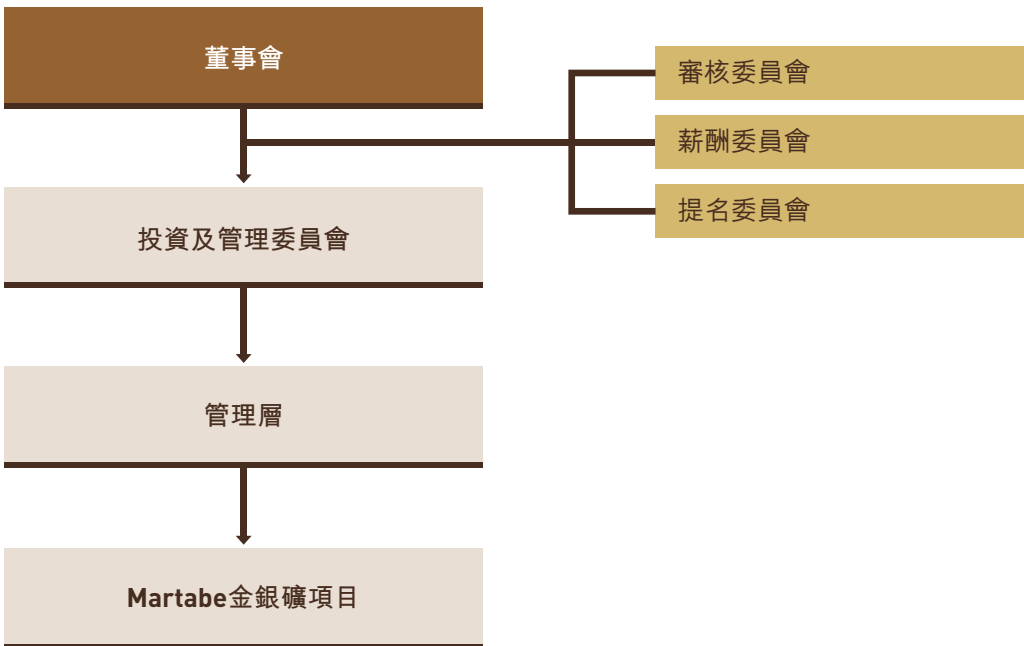 董事會
審核委員會
薪酬委員會
提名委員會
投資及管理委員會
管理層
Martabe金銀礦項目